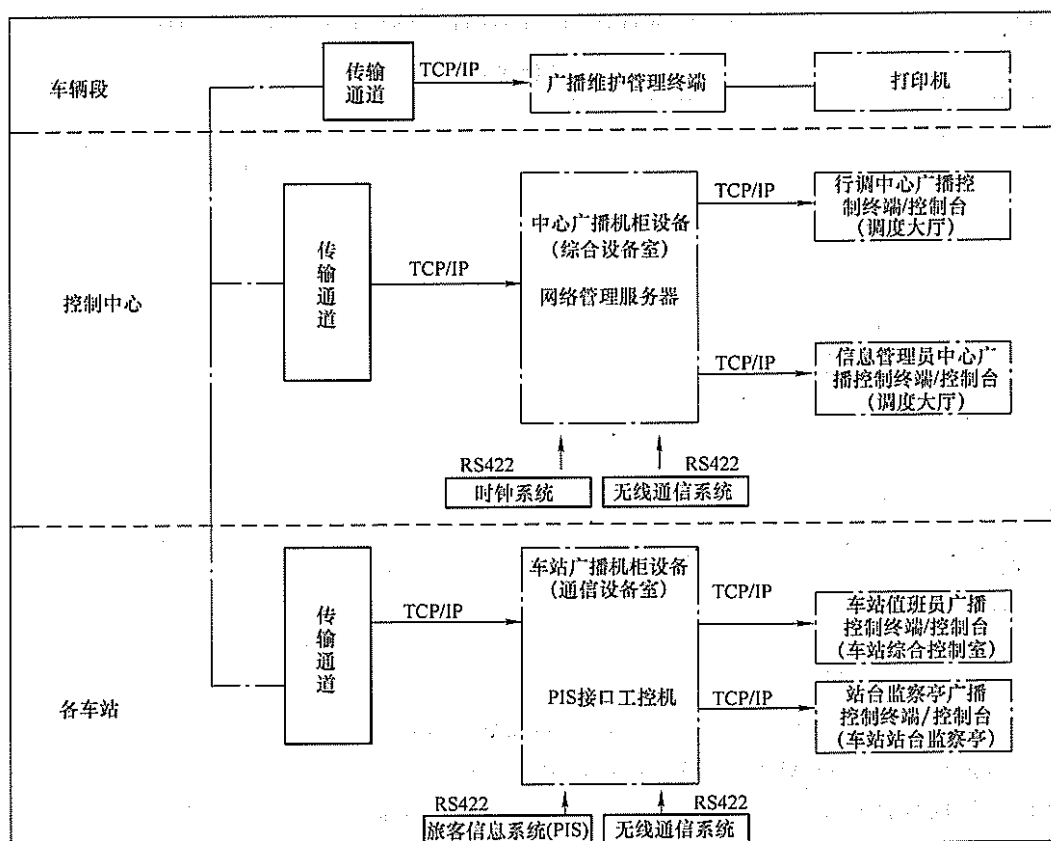 车辆段
传输
通道
TCP/IP
广播维护管理终端
打印机
控制中心
传
输
通
道
TCP/IP
中心广播机柜设备
(综合设备室)
网络管理服务器
TCP/IP
行调中心广播控
制终端/控制台
(调度大厅)
TCP/IP
信息管理员中心广
播控制终端/控制台
(调度大厅)
RS422
时钟系统
RS422
无线通信系统
各车站
传
输
通
道
TCP/IP
车站广播机柜设备
(通信设备室)
PIS接口工控机
TCP/IP
车站值班员广播
控制终端/控制台
(车站综合控制室)
TCP/IP
站台监察亭广播
控制终端/控制台
(车站站台监察亭)
RS422
旅客信息系统(PIS)
RS422
无线通信系统